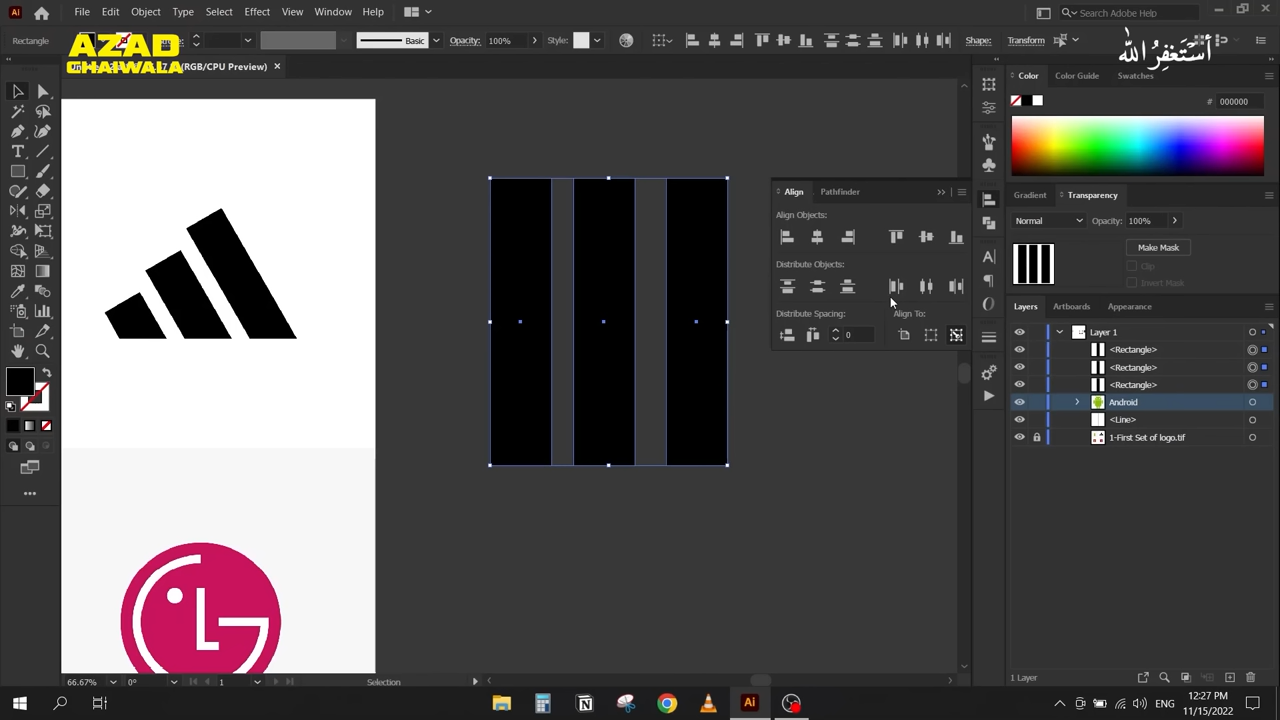 Ai
File Edit Object Type Select Effect View Window Help
Search Adobe Help
Rectangle
Basic
Opacity: 100%
Style:
Shape:
Transform
AZAD
CHAIWALA
أستغفر الله
(RGB/CPU Preview)
Color Color Guide Swatches
# 000000
Align Pathfinder
Align Objects:
Distribute Objects:
Distribute Spacing:
Align To:
0
Gradient Transparency
Normal
Opacity: 100%
Make Mask
Clip
Invert Mask
Layers Artboards Appearance
Layer 1
<Rectangle>
<Rectangle>
<Rectangle>
Android
<Line>
1-First Set of logo.tif
LG
66.67% 0° 1 Selection
1 Layer
Ai
ENG
12:27 PM
11/15/2022